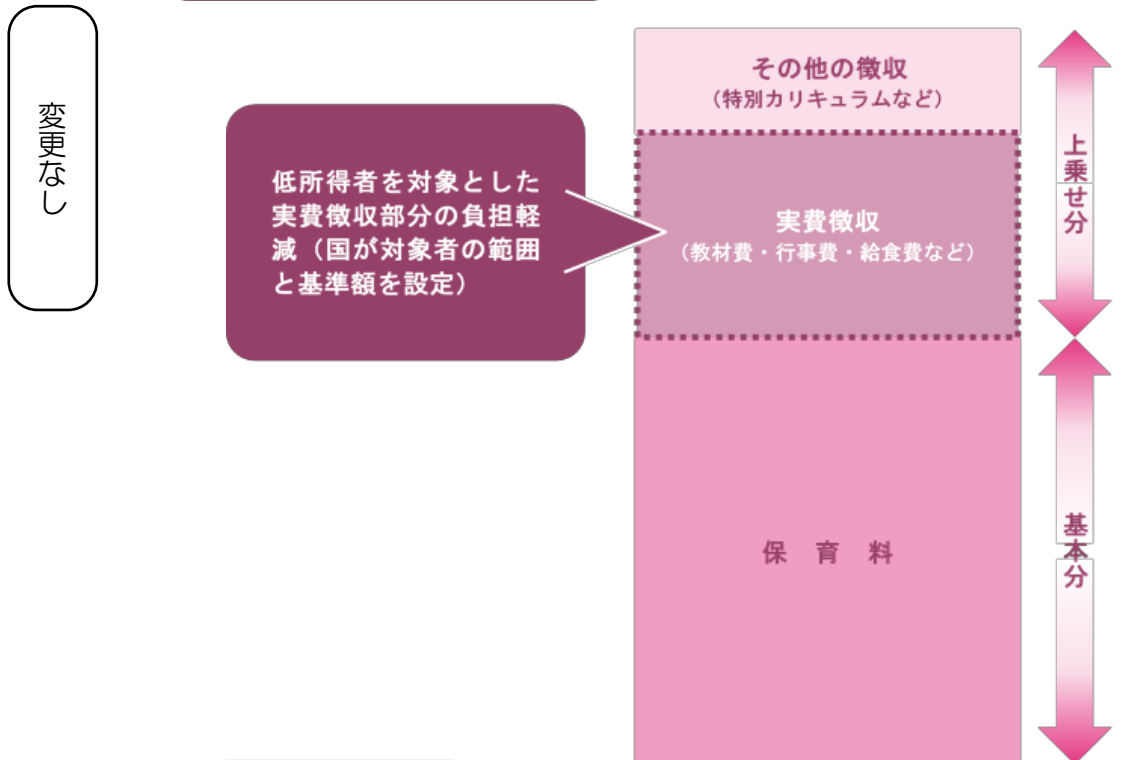 変更なし
その他の徴収
（特別カリキュラムなど）
低所得者を対象とした
実費徴収部分の負担軽
減（国が対象者の範囲
と基準額を設定）
実費徴収
（教材費・行事費・給食費など）
上乗せ分
保育料
基本分